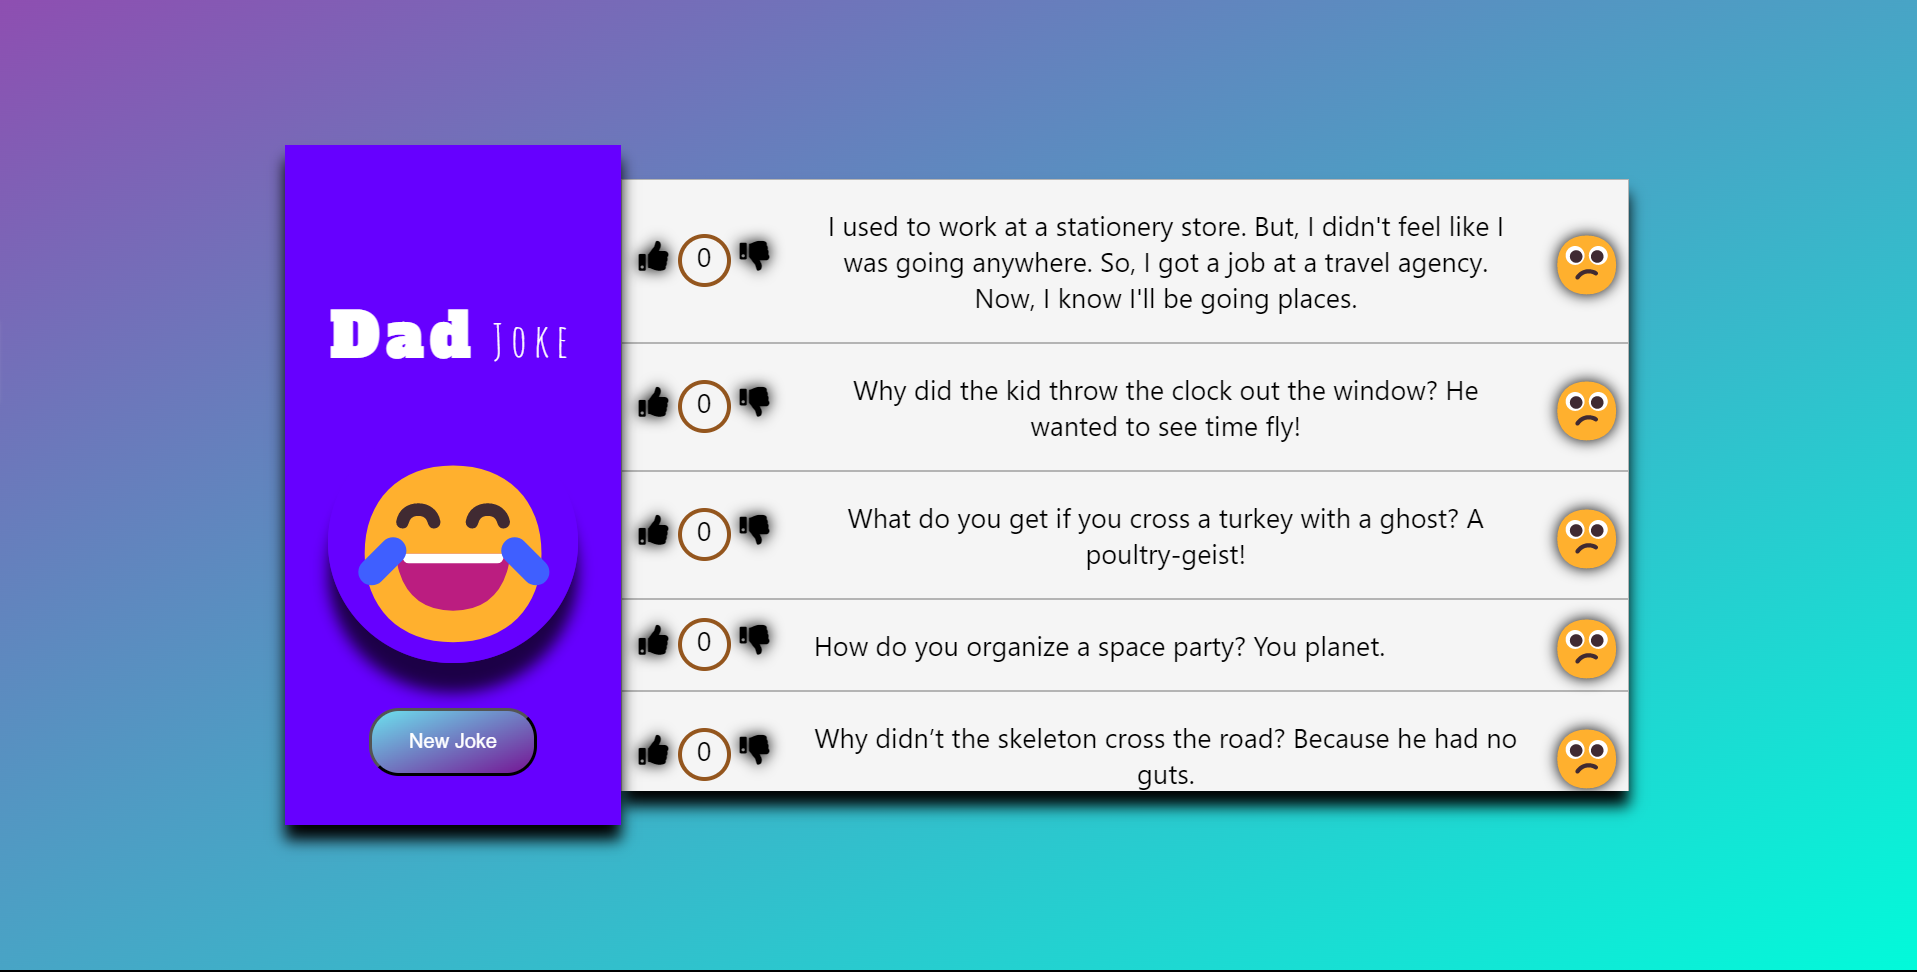 Dad Joke
New Joke
0
I used to work at a stationery store. But, I didn't feel like I
was going anywhere. So, I got a job at a travel agency.
Now, I know I'll be going places.
0
Why did the kid throw the clock out the window? He
wanted to see time fly!
0
What do you get if you cross a turkey with a ghost? A
poultry-geist!
0
How do you organize a space party? You planet.
0
Why didn’t the skeleton cross the road? Because he had no
guts.